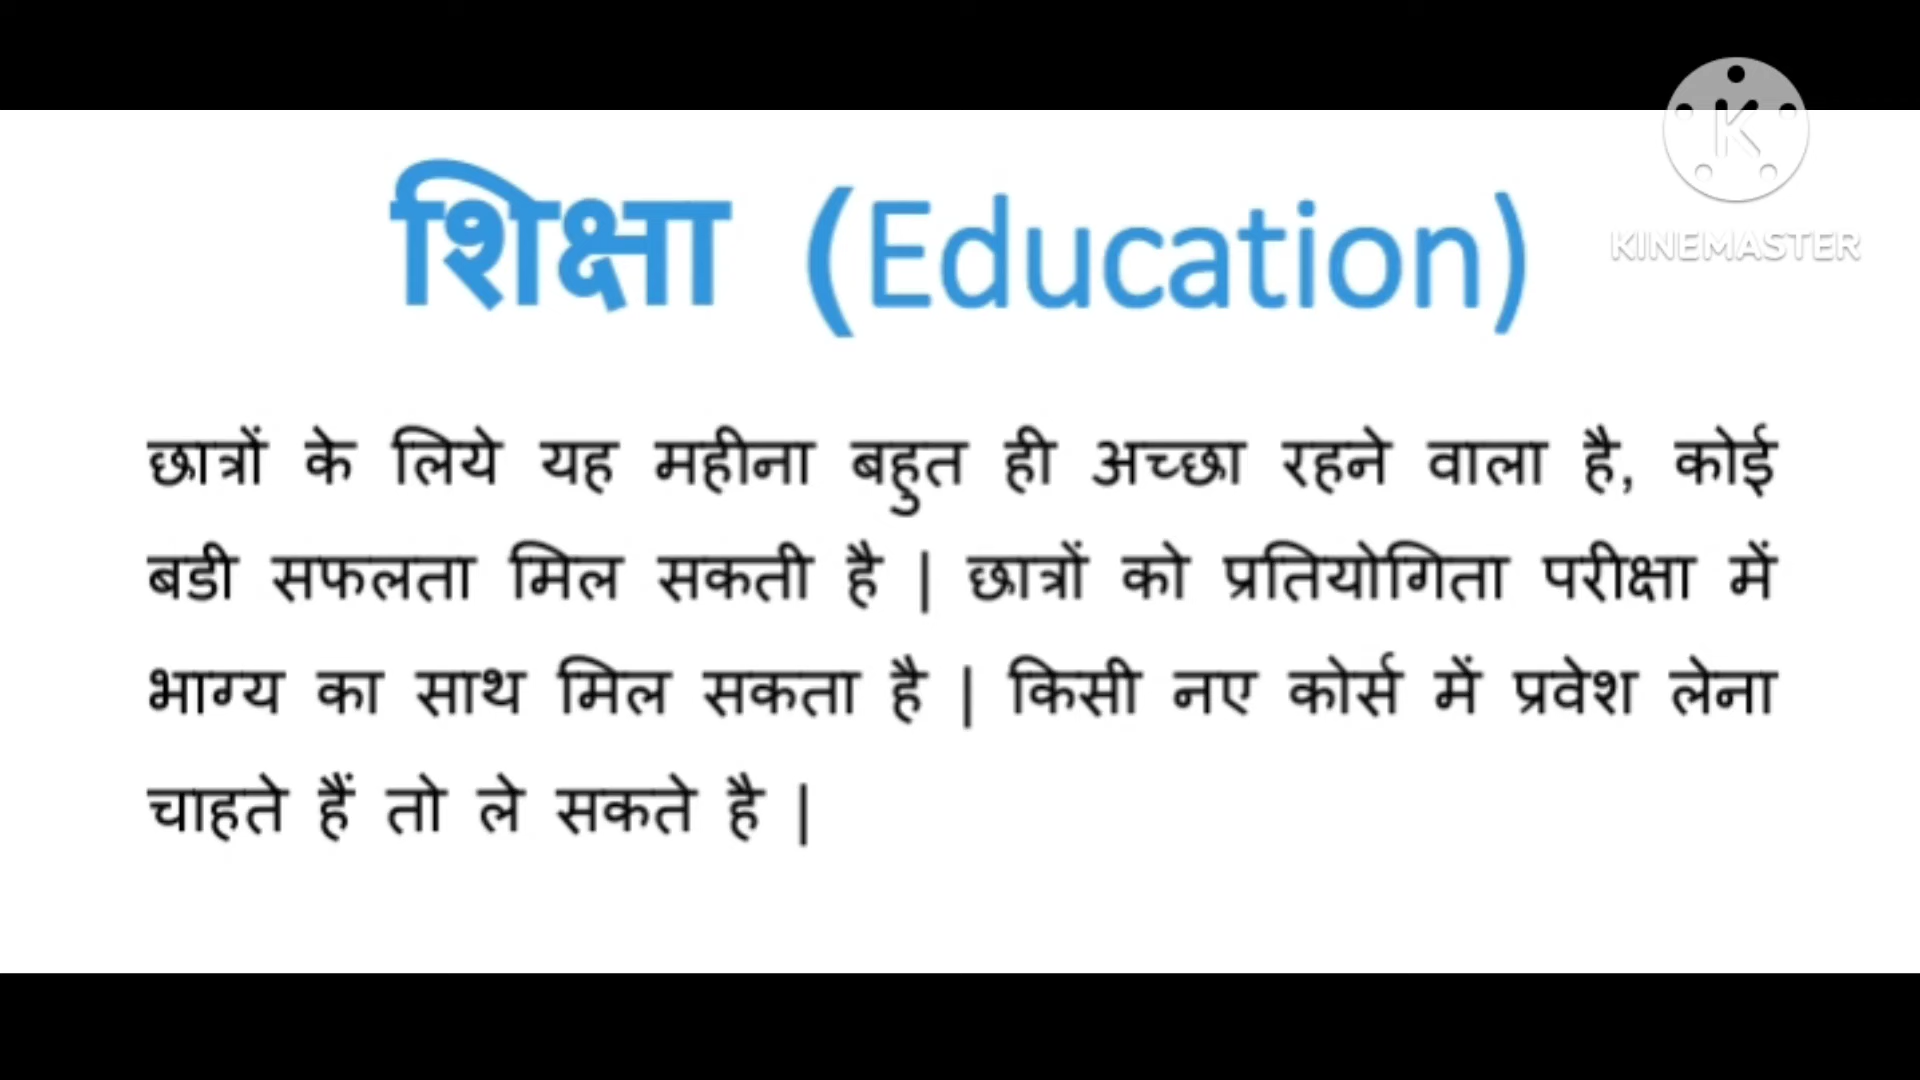 शिक्षा (Education)
KINEMASTER
छात्रों के लिये यह महीना बहुत ही अच्छा रहने वाला है, कोई
बडी सफलता मिल सकती है | छात्रों को प्रतियोगिता परीक्षा में
भाग्य का साथ मिल सकता है | किसी नए कोर्स में प्रवेश लेना
चाहते हैं तो ले सकते है |